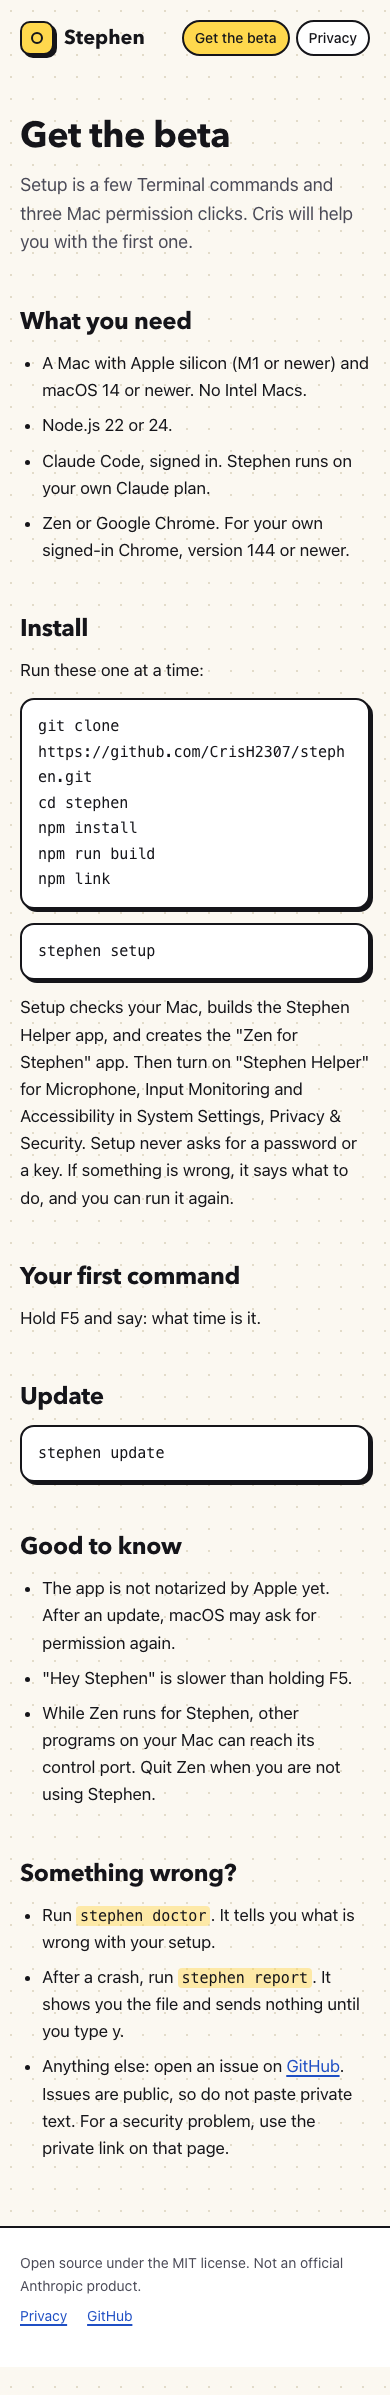 Stephen
Get the beta
Privacy
Get the beta
Setup is a few Terminal commands and
three Mac permission clicks. Cris will help
you with the first one.
What you need
• A Mac with Apple silicon (M1 or newer) and
macOS 14 or newer. No Intel Macs.
• Node.js 22 or 24.
• Claude Code, signed in. Stephen runs on
your own Claude plan.
• Zen or Google Chrome. For your own
signed-in Chrome, version 144 or newer.
Install
Run these one at a time:
git clone
https://github.com/CrisH2307/steph
en.git
cd stephen
npm install
npm run build
npm link
stephen setup
Setup checks your Mac, builds the Stephen
Helper app, and creates the "Zen for
Stephen" app. Then turn on "Stephen Helper"
for Microphone, Input Monitoring and
Accessibility in System Settings, Privacy &
Security. Setup never asks for a password or
a key. If something is wrong, it says what to
do, and you can run it again.
Your first command
Hold F5 and say: what time is it.
Update
stephen update
Good to know
• The app is not notarized by Apple yet.
After an update, macOS may ask for
permission again.
• "Hey Stephen" is slower than holding F5.
• While Zen runs for Stephen, other
programs on your Mac can reach its
control port. Quit Zen when you are not
using Stephen.
Something wrong?
• Run stephen doctor. It tells you what is
wrong with your setup.
• After a crash, run stephen report. It
shows you the file and sends nothing until
you type y.
• Anything else: open an issue on GitHub.
Issues are public, so do not paste private
text. For a security problem, use the
private link on that page.
Open source under the MIT license. Not an official
Anthropic product.
Privacy GitHub